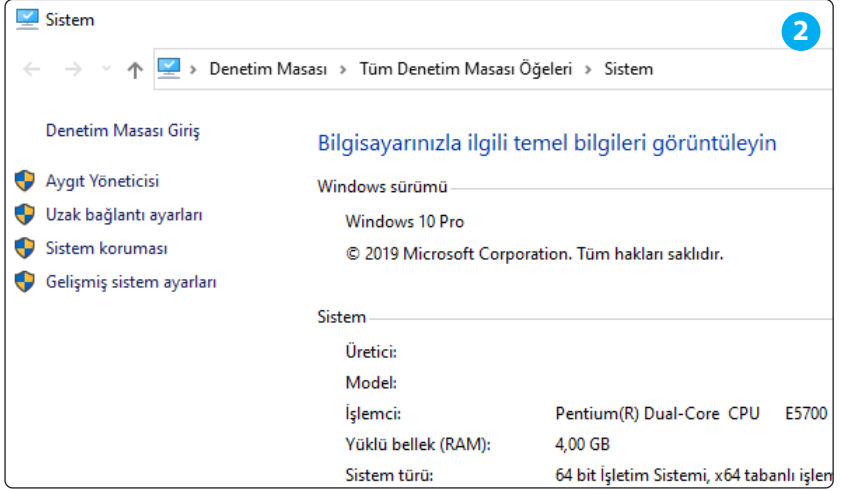 Sistem
2
Denetim Masası > Tüm Denetim Masası Öğeleri > Sistem
Denetim Masası Giriş
Aygıt Yöneticisi
Uzak bağlantı ayarları
Sistem koruması
Gelişmiş sistem ayarları
Bilgisayarınızla ilgili temel bilgileri görüntüleyin
Windows sürümü
Windows 10 Pro
© 2019 Microsoft Corporation. Tüm hakları saklıdır.
Sistem
Üretici:
Model:
İşlemci: Pentium(R) Dual-Core CPU E5700
Yüklü bellek (RAM): 4,00 GB
Sistem türü: 64 bit İşletim Sistemi, x64 tabanlı